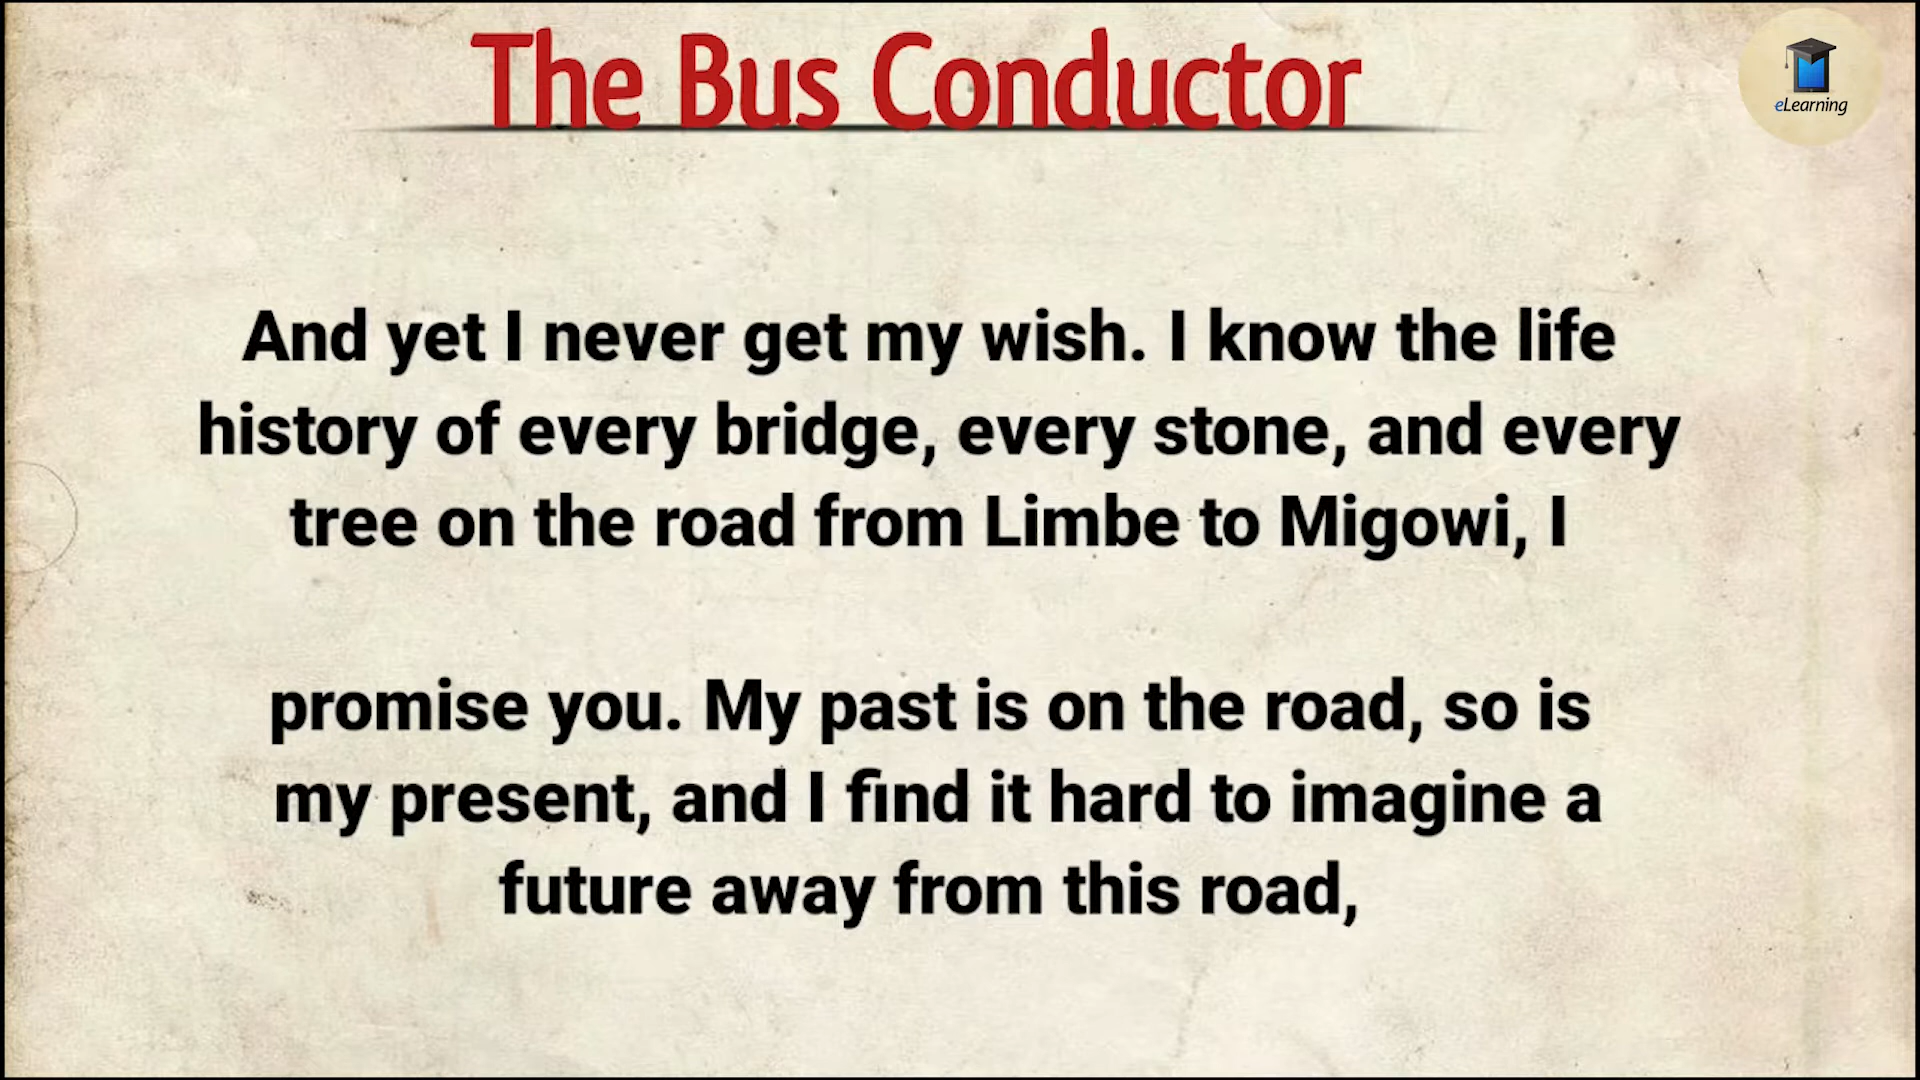 The Bus Conductor
eLearning
And yet I never get my wish. I know the life
history of every bridge, every stone, and every
tree on the road from Limbe to Migowi, I
promise you. My past is on the road, so is
my present, and I find it hard to imagine a
future away from this road,